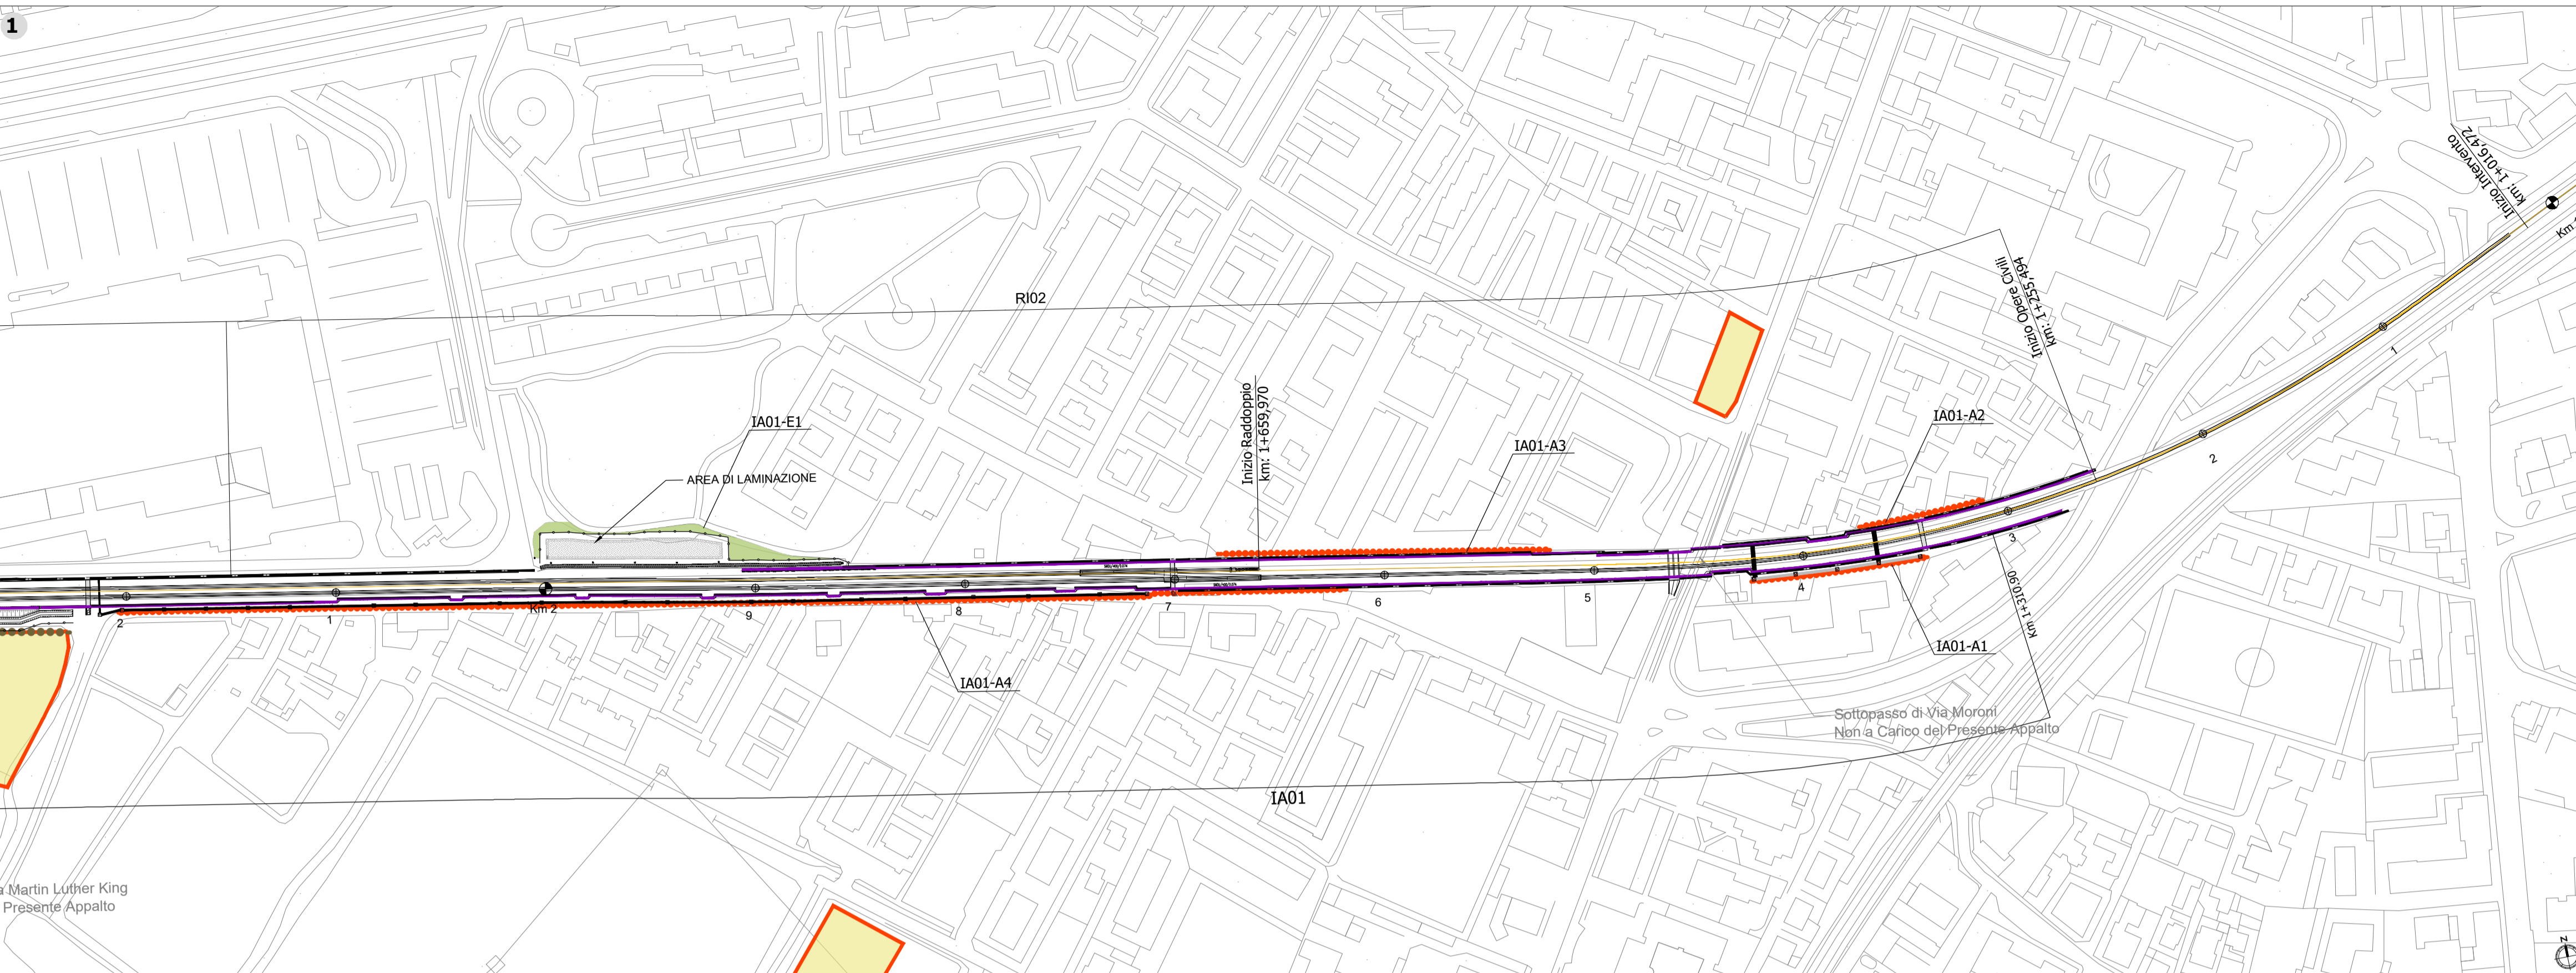 1
Inizio Intervento
km: 1+016,472
Km
1
RI02
Inizio Opere Civili
km: 1+255,494
2
Inizio Raddoppio
km: 1+659,970
IA01-A2
IA01-E1
IA01-A3
AREA DI LAMINAZIONE
3
Km 1+310.90
4
5
6
7
8
9
Km 2
1
2
IA01-A1
IA01-A4
Sottopasso di Via Moroni
Non a Carico del Presente Appalto
IA01
a Martin Luther King
Presente Appalto
N